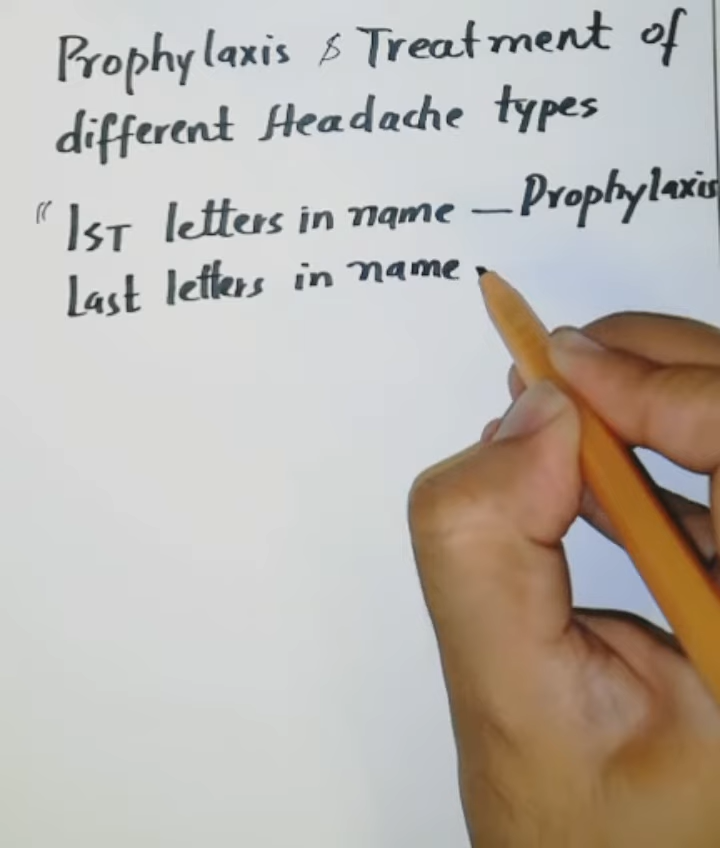 Prophylaxis & Treatment of
different Headache types
" 1ST letters in name - Prophylaxis
Last letters in name